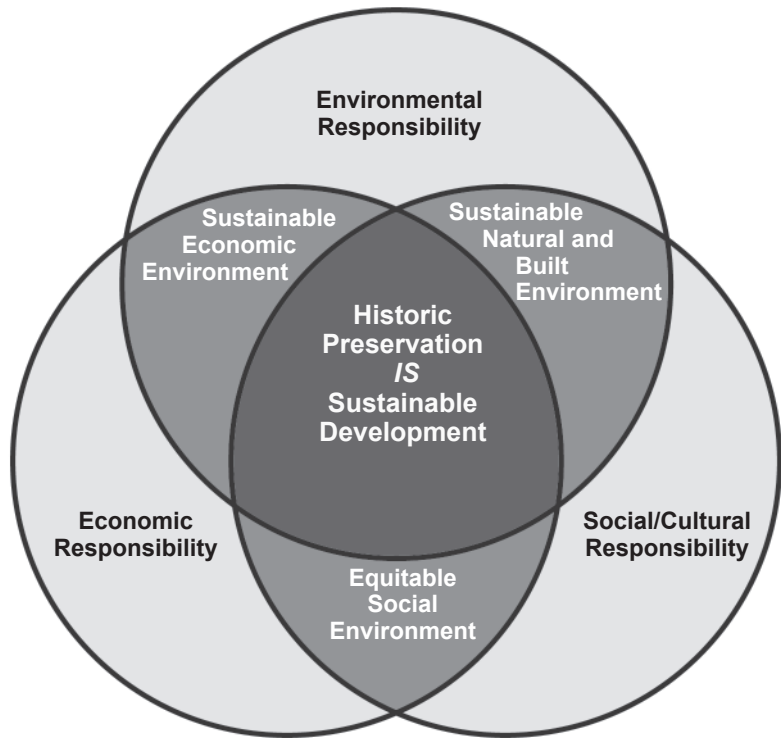 Environmental
Responsibility
Sustainable
Economic
Environment
Sustainable
Natural and
Built
Environment
Historic
Preservation
IS
Sustainable
Development
Economic
Responsibility
Social/Cultural
Responsibility
Equitable
Social
Environment